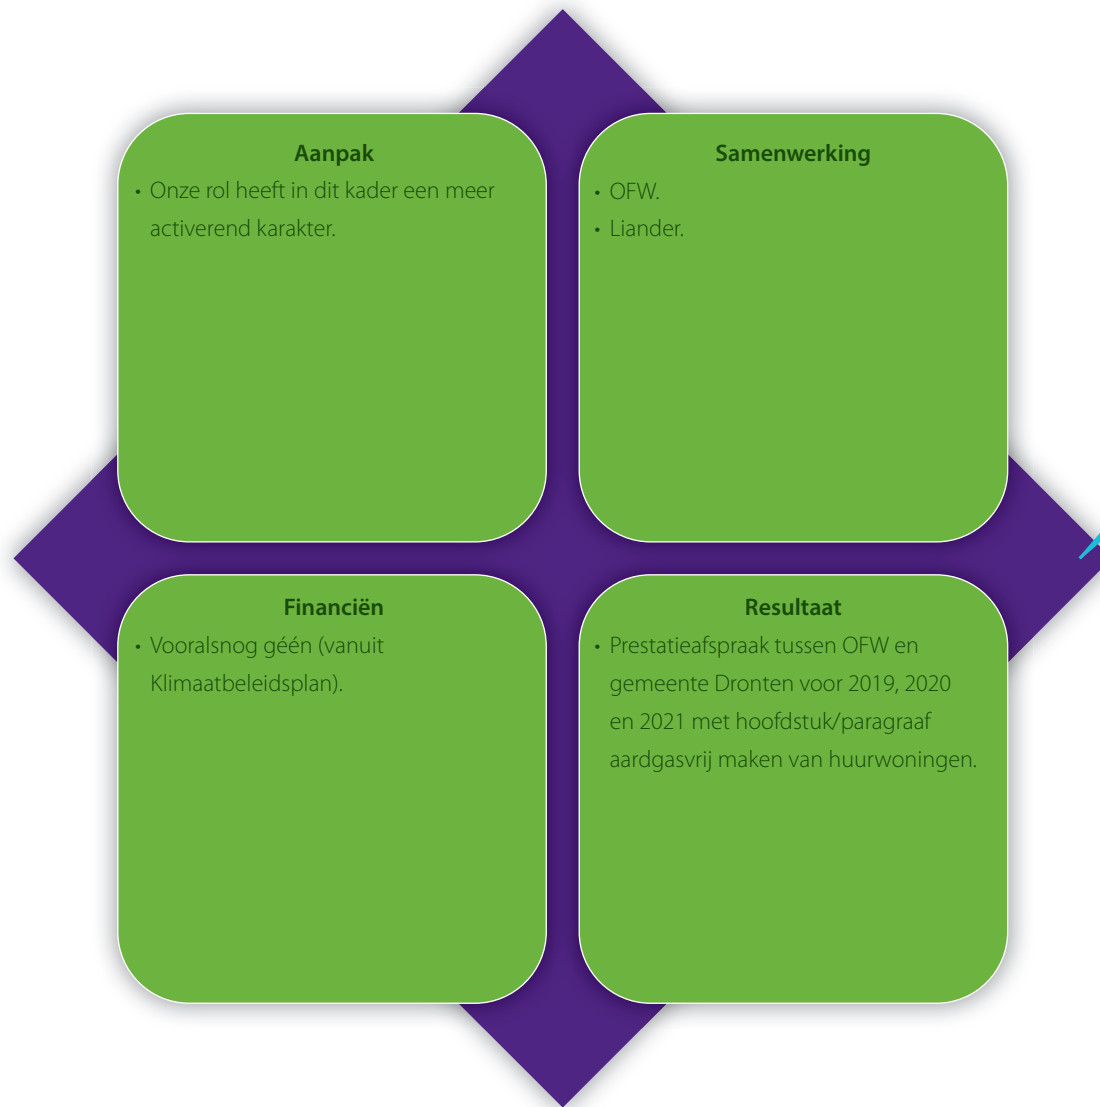 Aanpak
• Onze rol heeft in dit kader een meer
activerend karakter.
Samenwerking
• OFW.
• Liander.
Financiën
• Vooralsnog géén (vanuit
Klimaatbeleidsplan).
Resultaat
• Prestatieafspraak tussen OFW en
gemeente Dronten voor 2019, 2020
en 2021 met hoofdstuk/paragraaf
aardgasvrij maken van huurwoningen.